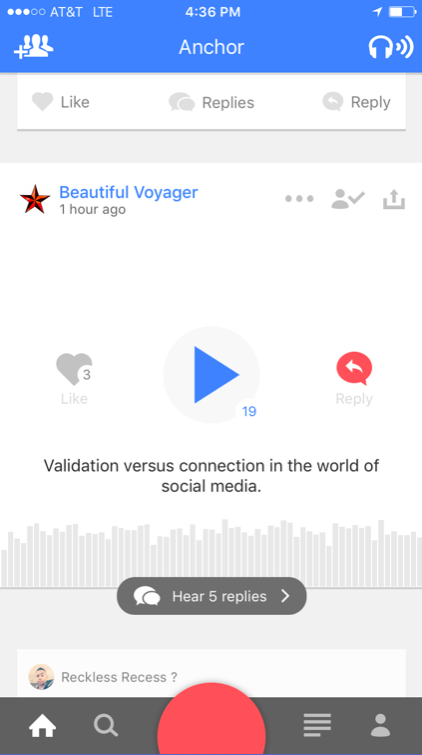 AT&T LTE 4:36 PM
Anchor
Like Replies Reply
Beautiful Voyager
1 hour ago
3
19
Like Reply
Validation versus connection in the world of
social media.
Hear 5 replies
Reckless Recess ?